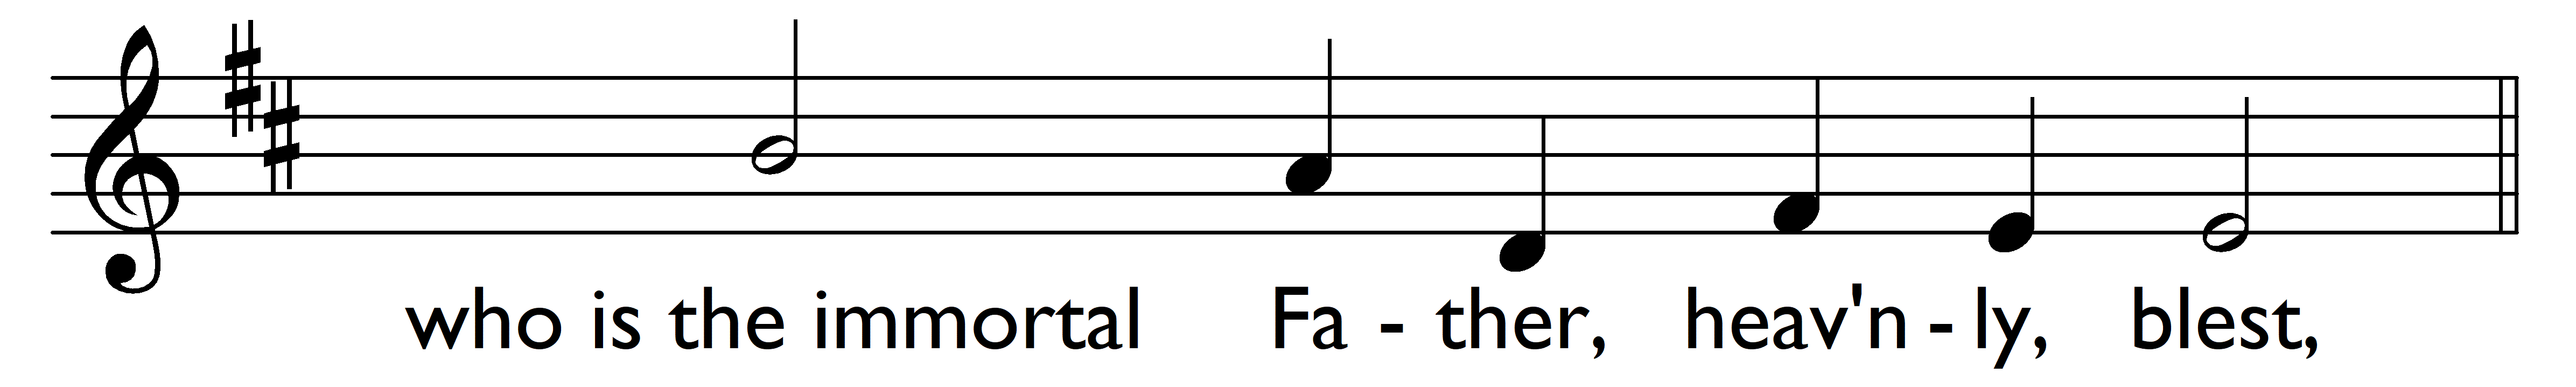 who is the immortal Fa - ther, heav'n - ly, blest,